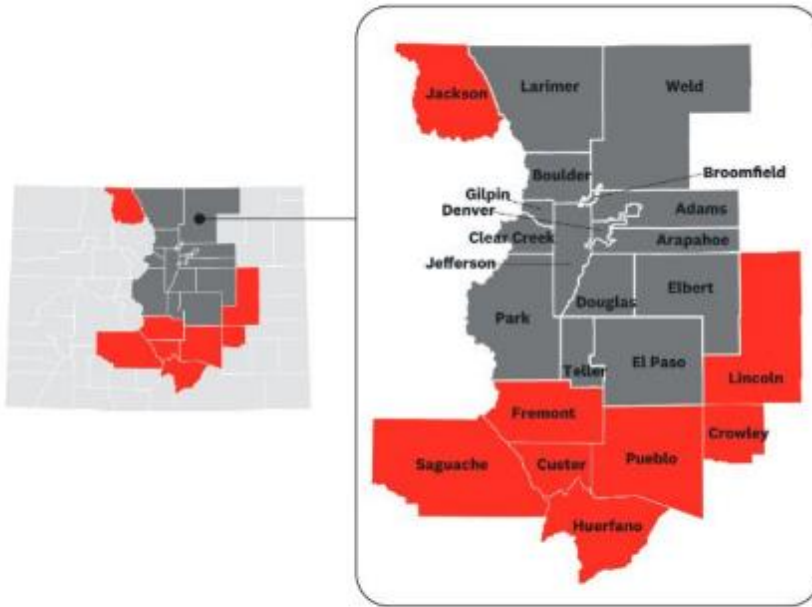 Jackson
Larimer
Weld
Boulder
Broomfield
Gilpin
Denver
Adams
Clear Creek
Arapahoe
Jefferson
Elbert
Douglas
Park
El Paso
Teller
Lincoln
Fremont
Crowley
Pueblo
Saguache
Custer
Huerfano